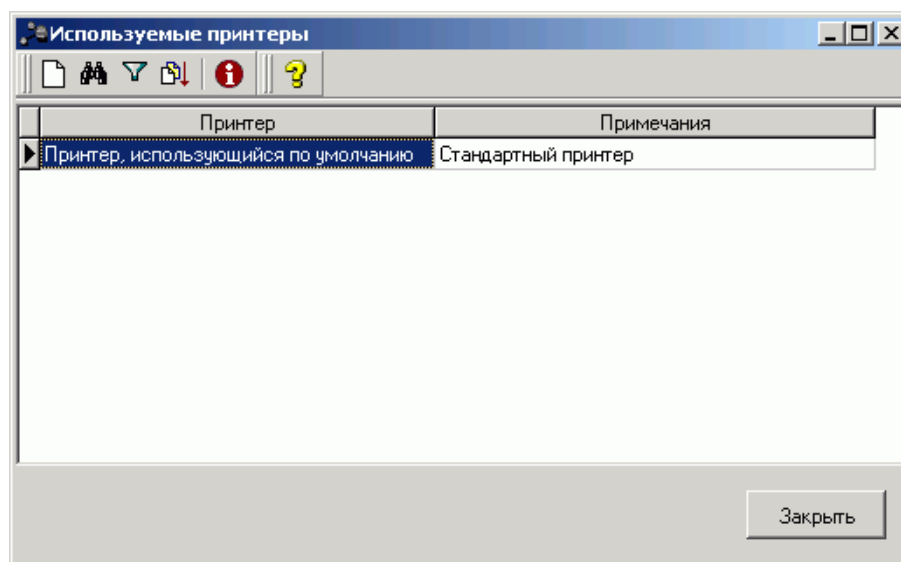 Используемые принтеры
Принтер Примечания
Принтер, использующийся по умолчанию Стандартный принтер
Закрыть